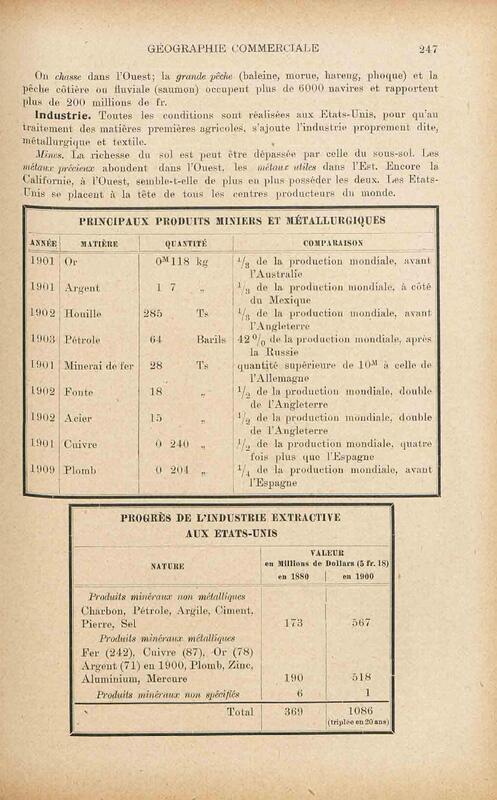 GÉOGRAPHIE COMMERCIALE 247
On chasse dans l'Ouest; la grande pêche (baleine, morue, hareng, phoque) et la
pêche côtière ou fluviale (saumon) occupent plus de 6000 navires et rapportent
plus de 200 millions de fr.
Industrie. Toutes les conditions sont réalisées aux Etats-Unis, pour qu'au
traitement des matières premières agricoles, s'ajoute l'industrie proprement dite,
métallurgique et textile.
Mines. La richesse du sol est peut être dépassée par celle du sous-sol. Les
métaux précieux abondent dans l'Ouest, les métaux utiles dans l'Est. Encore la
Californie, à l'Ouest, semble-t-elle de plus en plus posséder les deux. Les Etats-
Unis se placent à la tête de tous les centres producteurs du monde.
PRINCIPAUX PRODUITS MINIERS ET MÉTALLURGIQUES
ANNÉE MATIÈRE QUANTITÉ COMPARAISON
1901 Or 0M 118 kg 1/3 de la production mondiale, avant
l'Australie
1901 Argent 1 7 „ 1/3 de la production mondiale, à côté
du Mexique
1902 Houille 285 Ts 1/3 de la production mondiale, avant
l'Angleterre
1903 Pétrole 64 Barils 42 0/0 de la production mondiale, après
la Russie
1901 Minerai de fer 28 Ts quantité supérieure de 10M à celle de
l'Allemagne
1902 Fonte 18 „ 1/2 de la production mondiale, double
de l'Angleterre
1902 Acier 15 „ 1/2 de la production mondiale, double
de l'Angleterre
1901 Cuivre 0 240 „ 1/2 de la production mondiale, quatre
fois plus que l'Espagne
1909 Plomb 0 204 „ 1/4 de la production mondiale, avant
l'Espagne
PROGRÈS DE L'INDUSTRIE EXTRACTIVE
AUX ETATS-UNIS
NATURE
VALEUR
en Millions de Dollars (5 fr. 18)
en 1880 en 1900
Produits minéraux non métalliques
Charbon, Pétrole, Argile, Ciment,
Pierre, Sel 173 567
Produits minéraux métalliques
Fer (242), Cuivre (87), Or (78)
Argent (71) en 1900, Plomb, Zinc,
Aluminium, Mercure 190 518
Produits minéraux non spécifiés 6 1
Total 369 1086
(triplée en 20 ans)